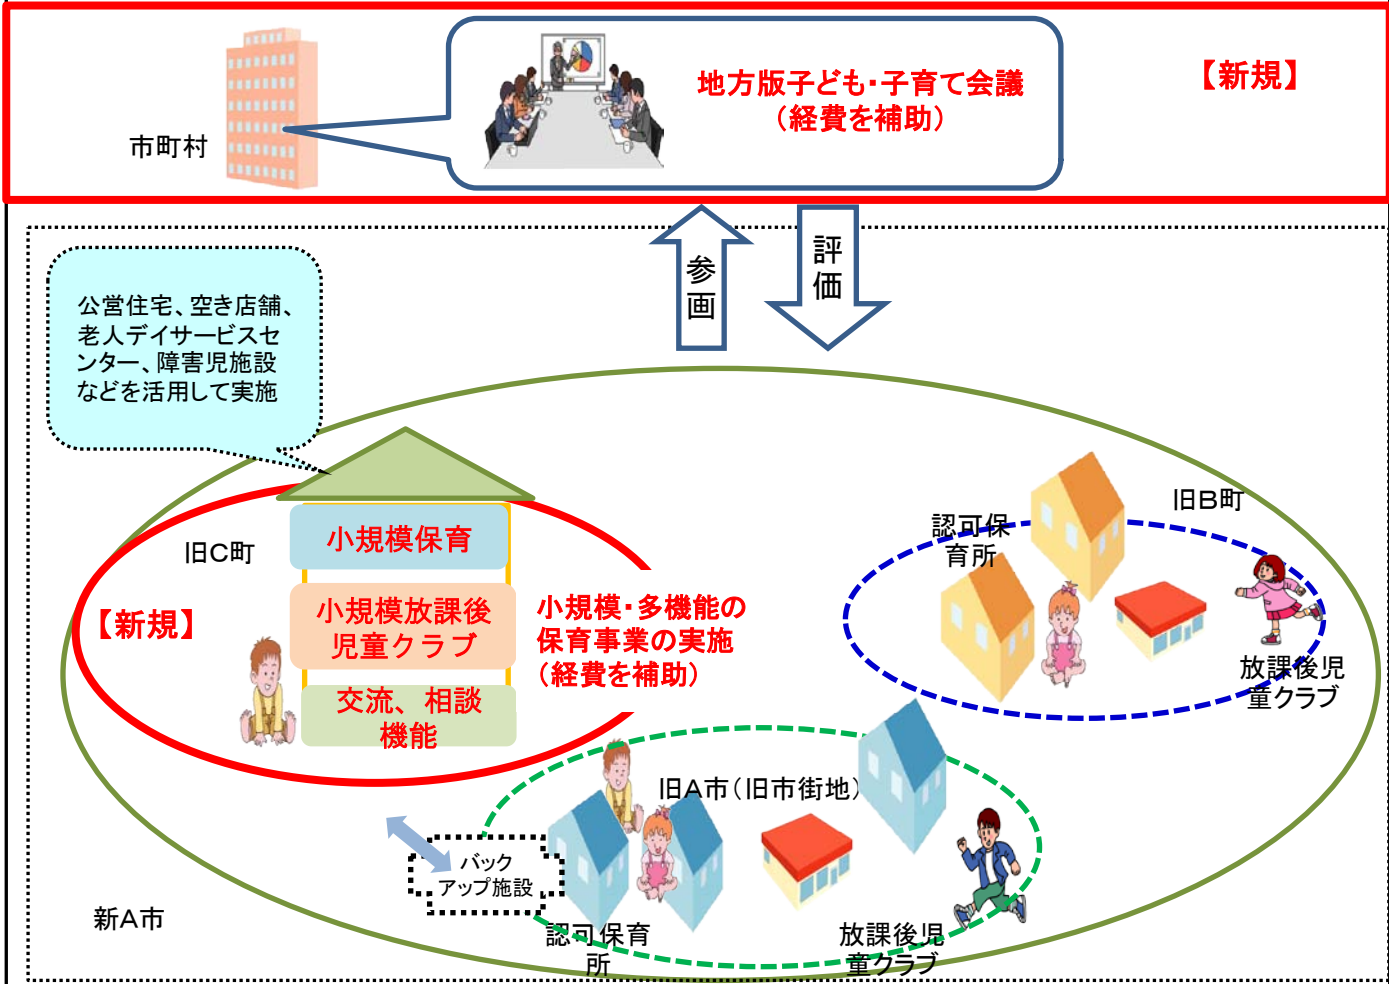 市町村
地方版子ども・子育て会議
（経費を補助）
【新規】
参画
評価
公営住宅、空き店舗、
老人デイサービスセ
ンター、障害児施設
などを活用して実施
旧C町
【新規】
小規模保育
小規模放課後
児童クラブ
交流、相談
機能
小規模・多機能の
保育事業の実施
（経費を補助）
旧B町
認可保
育所
放課後児
童クラブ
旧A市（旧市街地）
バック
アップ施設
認可保育
所
放課後児
童クラブ
新A市